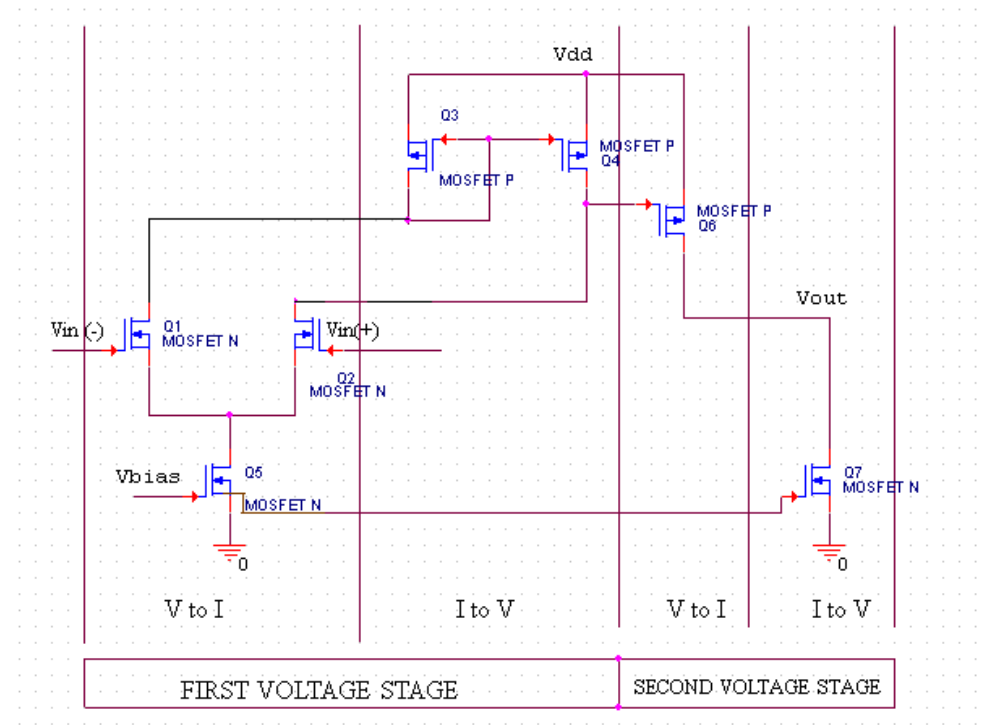 Vdd
Q3
MOSFET P
MOSFET P
Q4
MOSFET P
Q6
Vout
Vin (-)
Q1
MOSFET N
Vin(+)
Q2
MOSFET N
Vbias
Q5
MOSFET N
Q7
MOSFET N
0
0
V to I
I to V
V to I
I to V
FIRST VOLTAGE STAGE
SECOND VOLTAGE STAGE